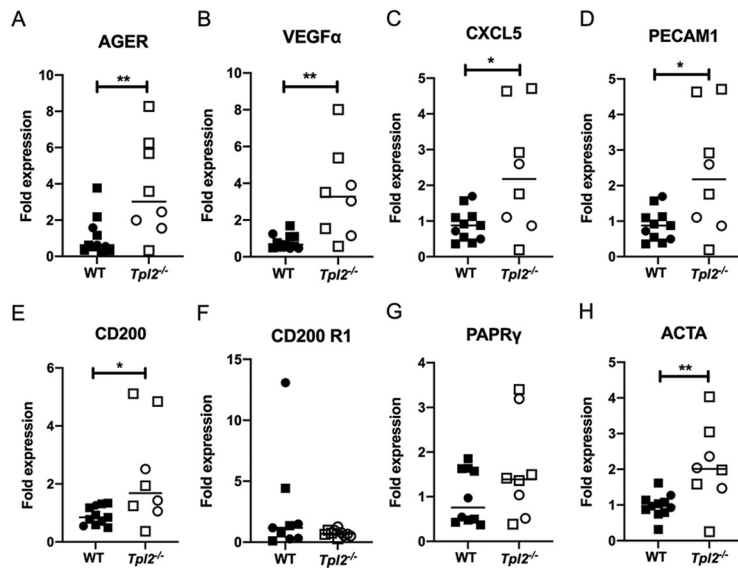 A
AGER
**
Fold expression
10
8
6
4
2
0
WT
Tpl2-/-
B
VEGFα
**
Fold expression
10
8
6
4
2
0
WT
Tpl2-/-
C
CXCL5
*
Fold expression
5
4
3
2
1
0
WT
Tpl2-/-
D
PECAM1
*
Fold expression
5
4
3
2
1
0
WT
Tpl2-/-
E
CD200
*
Fold expression
6
4
2
0
WT
Tpl2-/-
F
CD200 R1
Fold expression
15
10
5
0
WT
Tpl2-/-
G
PAPRγ
Fold expression
4
3
2
1
0
WT
Tpl2-/-
H
ACTA
**
Fold expression
5
4
3
2
1
0
WT
Tpl2-/-